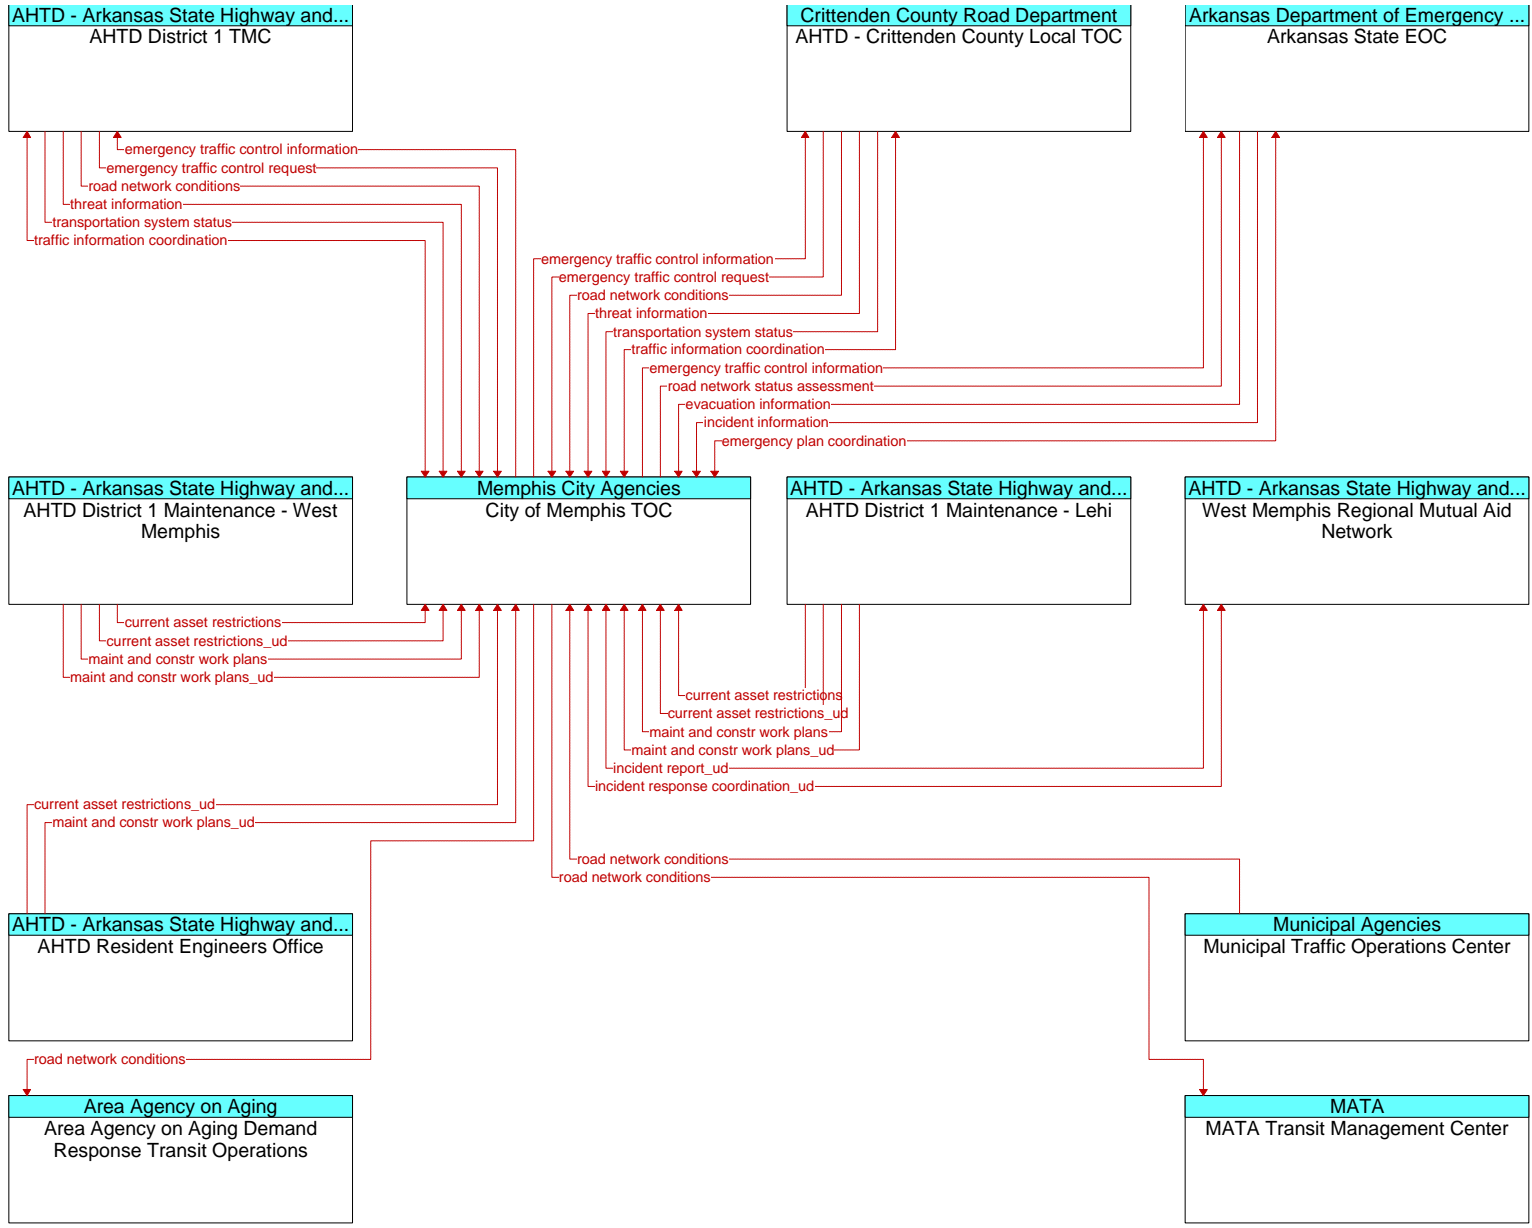 AHTD - Arkansas State Highway and...
AHTD District 1 TMC
Crittenden County Road Department
AHTD - Crittenden County Local TOC
Arkansas Department of Emergency ...
Arkansas State EOC
emergency traffic control information
emergency traffic control request
road network conditions
threat information
transportation system status
traffic information coordination
emergency traffic control information
emergency traffic control request
road network conditions
threat information
transportation system status
traffic information coordination
emergency traffic control information
road network status assessment
evacuation information
incident information
emergency plan coordination
AHTD - Arkansas State Highway and...
AHTD District 1 Maintenance - West
Memphis
Memphis City Agencies
City of Memphis TOC
AHTD - Arkansas State Highway and...
AHTD District 1 Maintenance - Lehi
AHTD - Arkansas State Highway and...
West Memphis Regional Mutual Aid
Network
current asset restrictions
current asset restrictions_ud
maint and constr work plans
maint and constr work plans_ud
current asset restrictions
current asset restrictions_ud
maint and constr work plans
maint and constr work plans_ud
incident report_ud
incident response coordination_ud
current asset restrictions_ud
maint and constr work plans_ud
road network conditions
road network conditions
AHTD - Arkansas State Highway and...
AHTD Resident Engineers Office
Municipal Agencies
Municipal Traffic Operations Center
road network conditions
Area Agency on Aging
Area Agency on Aging Demand
Response Transit Operations
MATA
MATA Transit Management Center